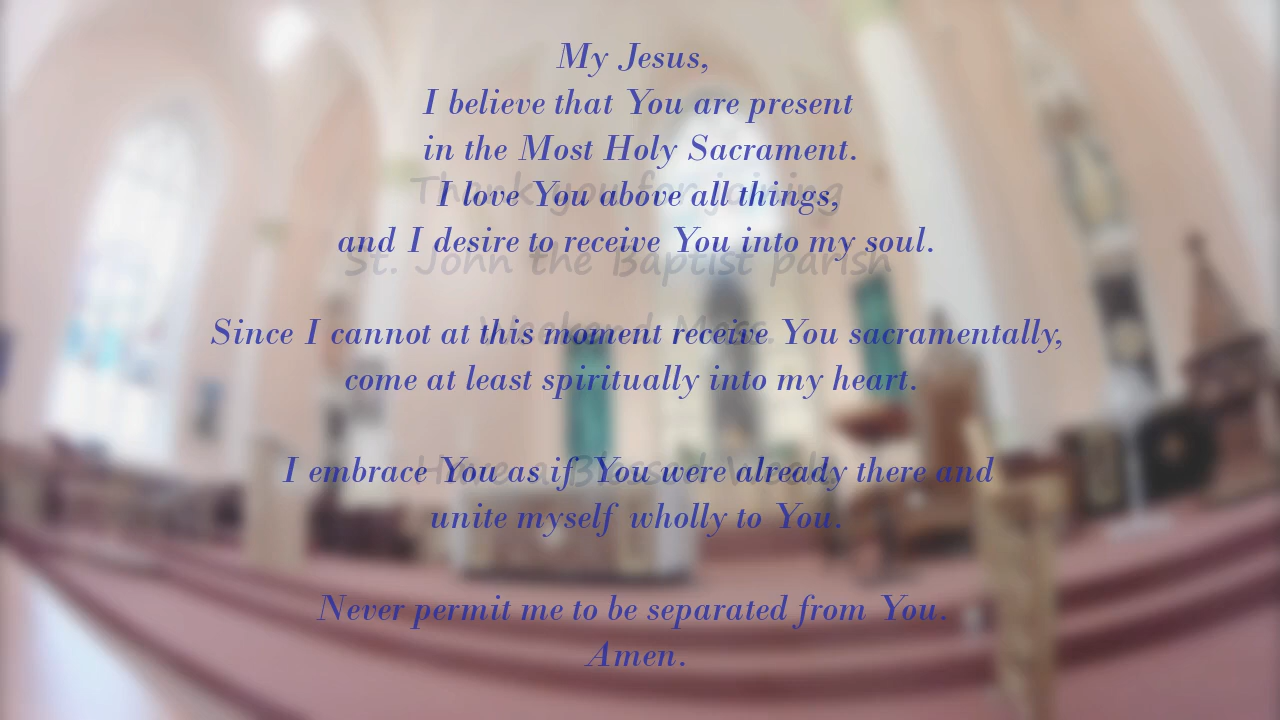 My Jesus,
I believe that You are present
in the Most Holy Sacrament.
Thank you for joining
I love You above all things,
and I desire to receive You into my soul.
St. John the Baptist parish
Weekend Mass.
Since I cannot at this moment receive You sacramentally,
come at least spiritually into my heart.
Have a Blessed Week
I embrace You as if You were already there and
unite myself wholly to You.
Never permit me to be separated from You.
Amen.